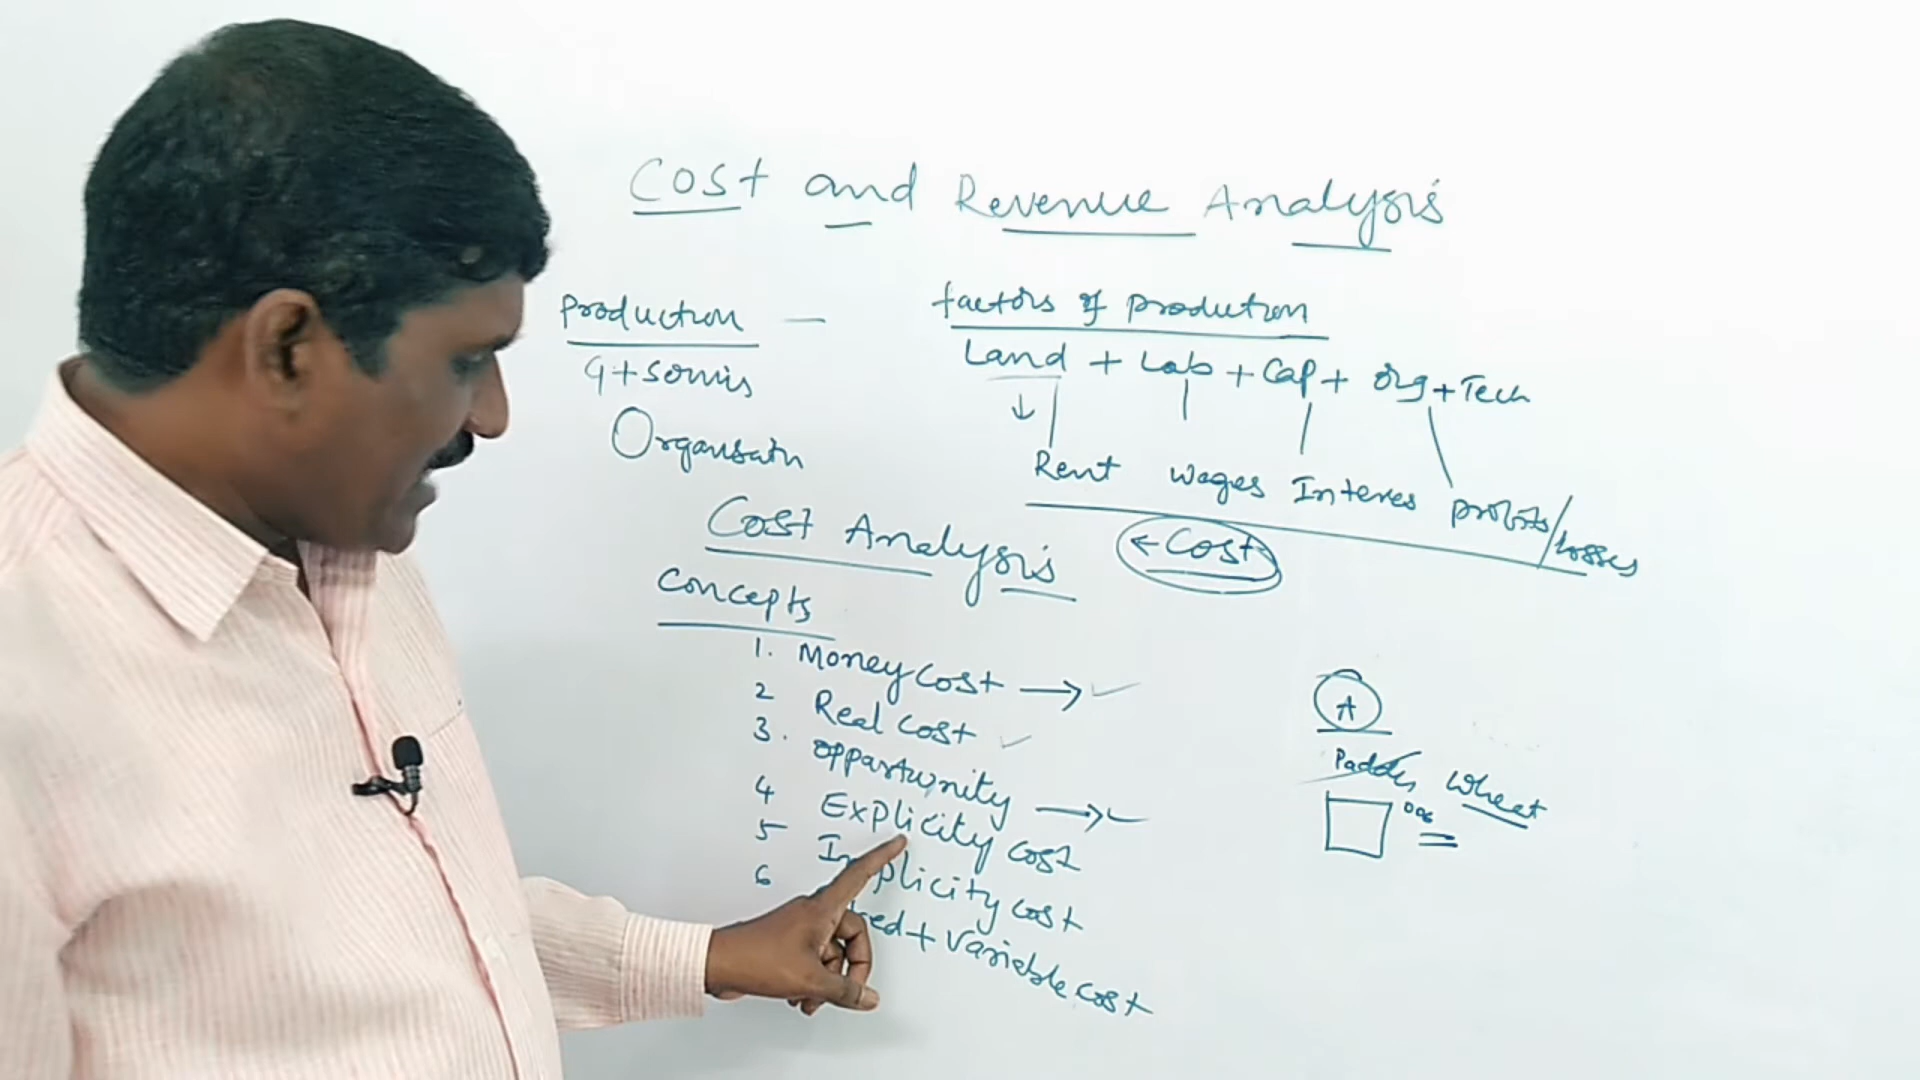 Cost and Revenue Analysis
Production — factors of production
G+Servis Land + Lab + Cap + Org + Tech
Organisatn
Rent wages Interes profits/losses
Cost Analysis ← Cost
Concepts
1. Money Cost →✓
2 Real Cost ✓
3. Oppartunity →✓
4 Explicity Cost
5 Implicity Cost
6 + Variable Cost
A
Paddy Wheat